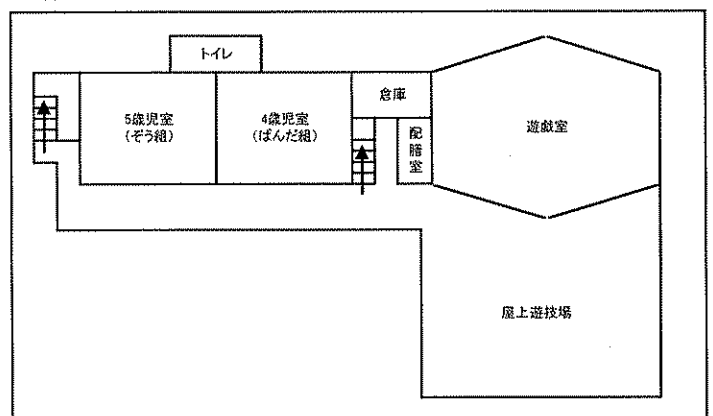 トイレ
5歳児室
(ぞう組)
4歳児室
(ぱんだ組)
倉庫
配膳室
遊戯室
屋上遊技場